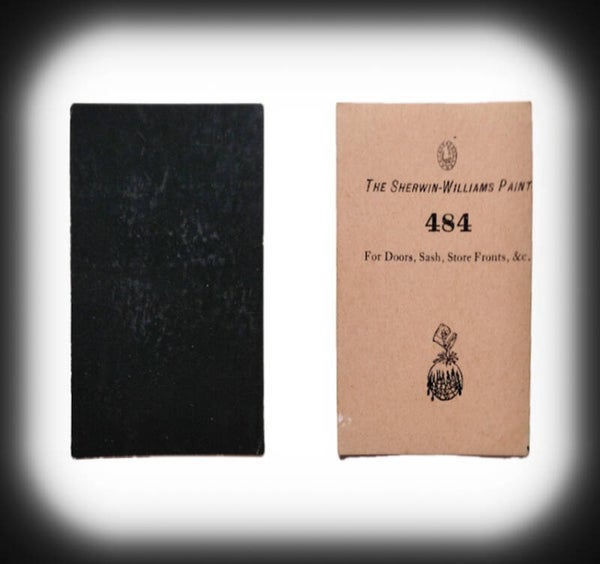 THE SHERWIN-WILLIAMS PAINT
484
For Doors, Sash, Store Fronts, &c.